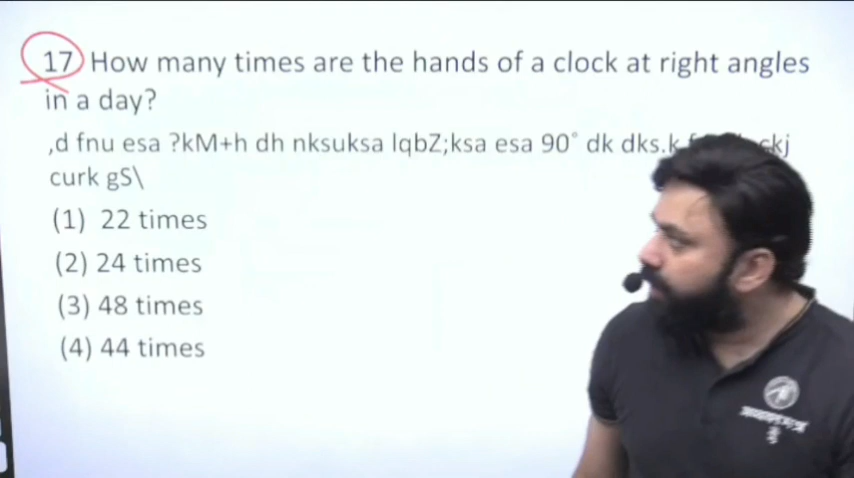 17 How many times are the hands of a clock at right angles
in a day?
,d fnu esa ?kM+h dh nksuksa lqbZ;ksa esa 90˚ dk dks.k
curk gS\
(1) 22 times
(2) 24 times
(3) 48 times
(4) 44 times